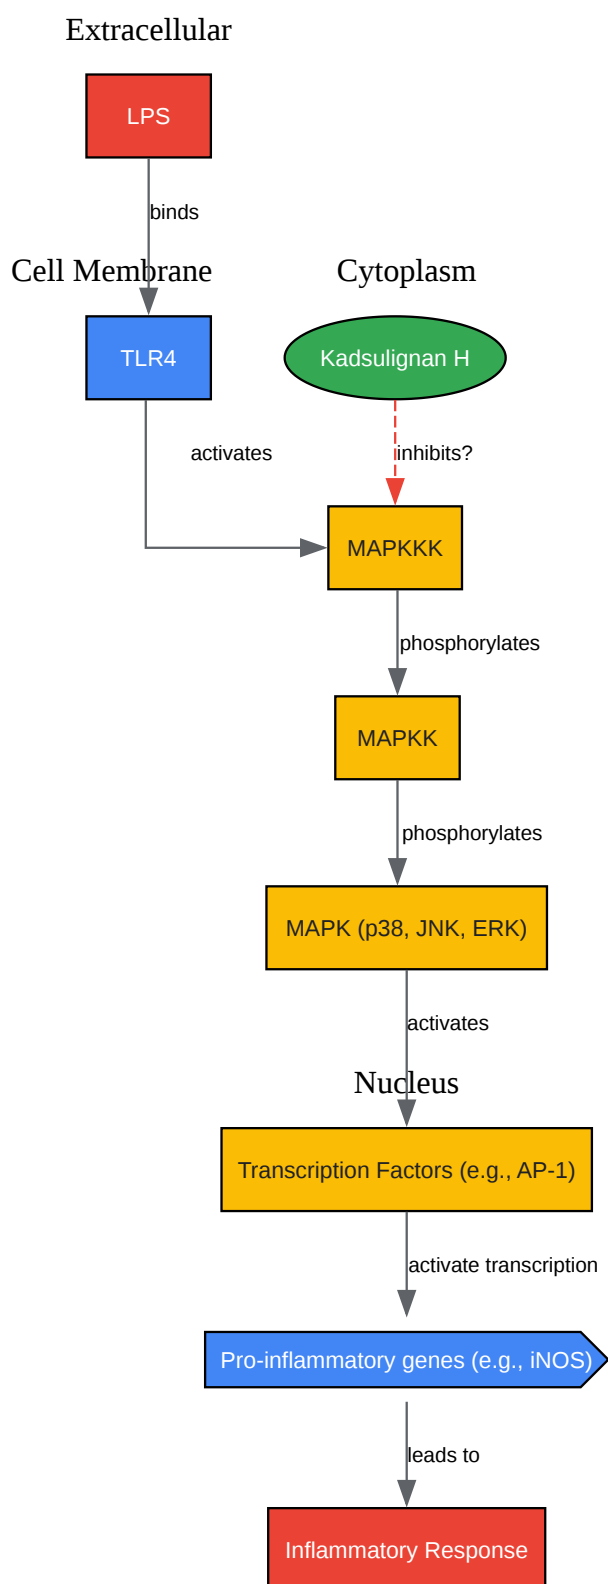 Extracellular
LPS
binds
Cell Membrane
Cytoplasm
TLR4
Kadsulignan H
activates
inhibits?
MAPKKK
phosphorylates
MAPKK
phosphorylates
MAPK (p38, JNK, ERK)
activates
Nucleus
Transcription Factors (e.g., AP-1)
activate transcription
Pro-inflammatory genes (e.g., iNOS)
leads to
Inflammatory Response